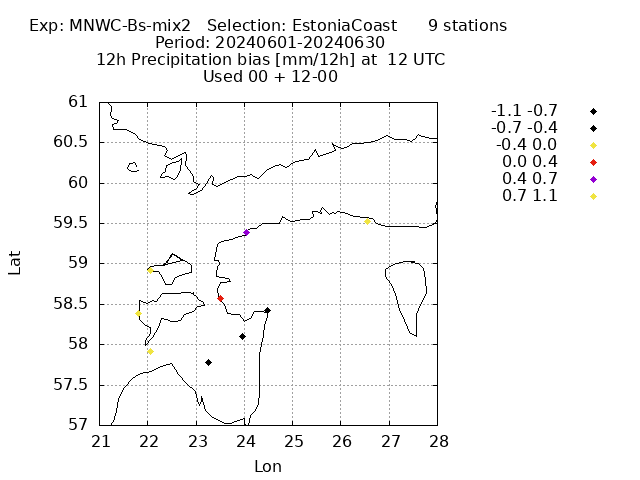 Exp: MNWC-Bs-mix2   Selection: EstoniaCoast      9 stations
Period: 20240601-20240630
12h Precipitation bias [mm/12h] at  12 UTC
Used 00 + 12-00
-1.1 -0.7
-0.7 -0.4
-0.4 0.0
0.0 0.4
0.4 0.7
0.7 1.1
61
60.5
60
59.5
59
58.5
58
57.5
57
Lat
21 22 23 24 25 26 27 28
Lon